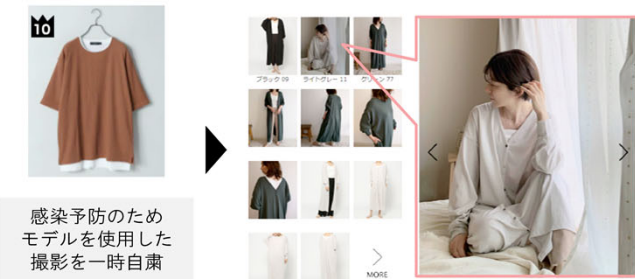 10
ブラック 09
ライトグレー 11
グリーン 77
感染予防のため
モデルを使用した
撮影を一時自粛
MORE